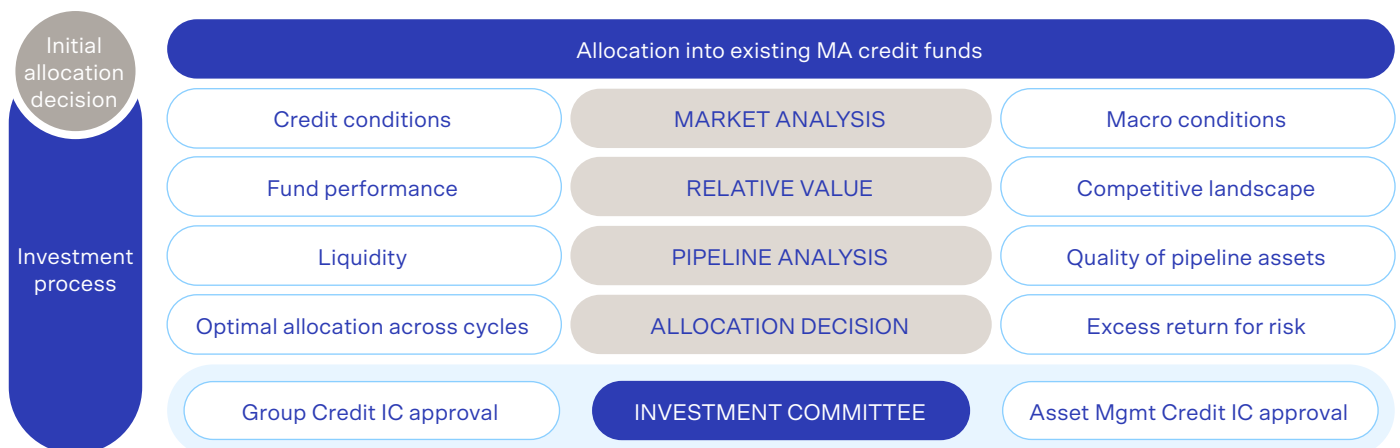 Initial
allocation
decision
Allocation into existing MA credit funds
Credit conditions
MARKET ANALYSIS
Macro conditions
Fund performance
RELATIVE VALUE
Competitive landscape
Investment
process
Liquidity
PIPELINE ANALYSIS
Quality of pipeline assets
Optimal allocation across cycles
ALLOCATION DECISION
Excess return for risk
Group Credit IC approval
INVESTMENT COMMITTEE
Asset Mgmt Credit IC approval